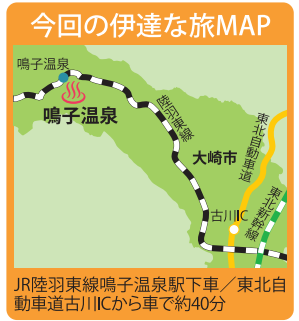 今回の伊達な旅MAP
鳴子温泉
鳴子温泉
陸羽東線
大崎市
東北自動車道
古川IC
東北新幹線
JR陸羽東線鳴子温泉駅下車／東北自
動車道古川ICから車で約40分